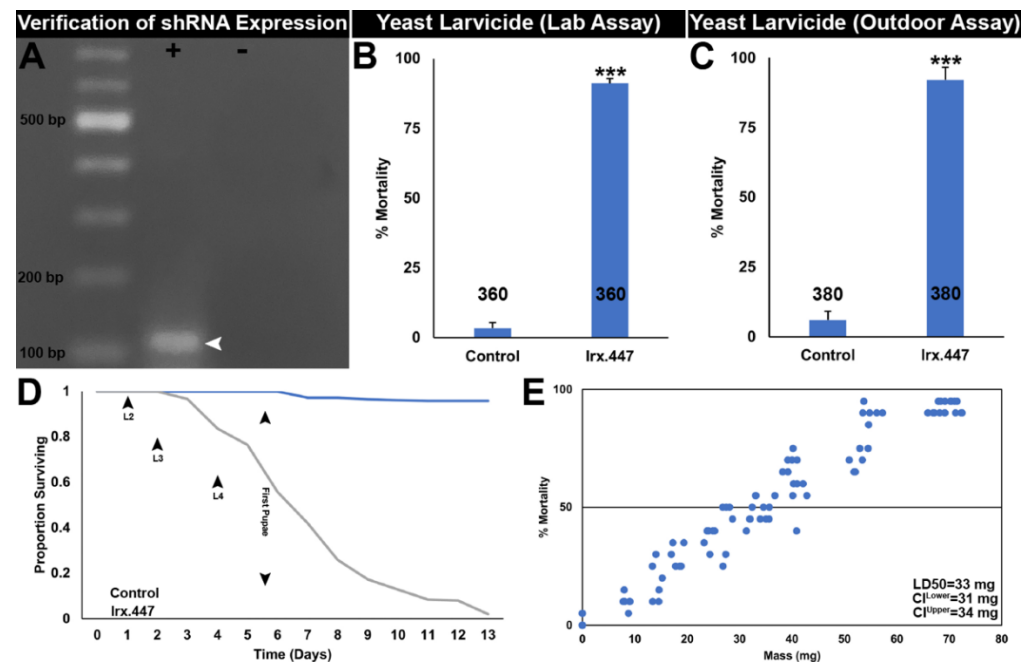 Verification of shRNA Expression
A
+ -
500 bp
200 bp
100 bp
Yeast Larvicide (Lab Assay)
B
% Mortality
100
75
50
25
0
***
360
360
Control Irx.447
Yeast Larvicide (Outdoor Assay)
C
% Mortality
100
75
50
25
0
***
380
380
Control Irx.447
D
Proportion Surviving
1
0.8
0.6
0.4
0.2
0
L2
L3
L4
First Pupae
Control
Irx.447
0 1 2 3 4 5 6 7 8 9 10 11 12 13
Time (Days)
E
% Mortality
100
50
0
LD50=33 mg
CI^Lower=31 mg
CI^Upper=34 mg
0 10 20 30 40 50 60 70 80
Mass (mg)